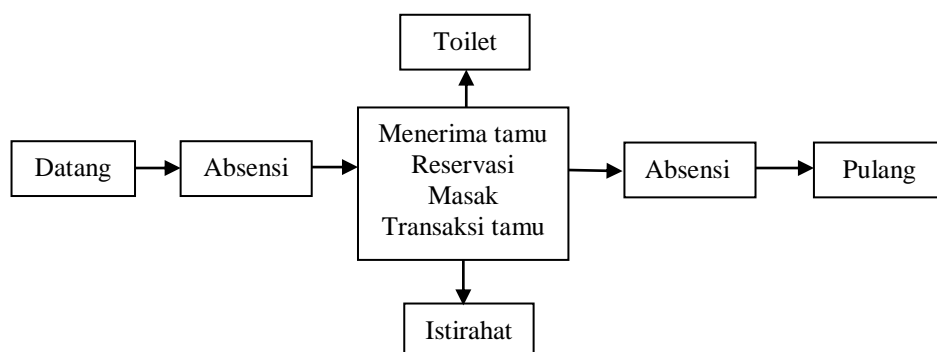 Toilet
Datang
Absensi
Menerima tamu
Reservasi
Masak
Transaksi tamu
Absensi
Pulang
Istirahat